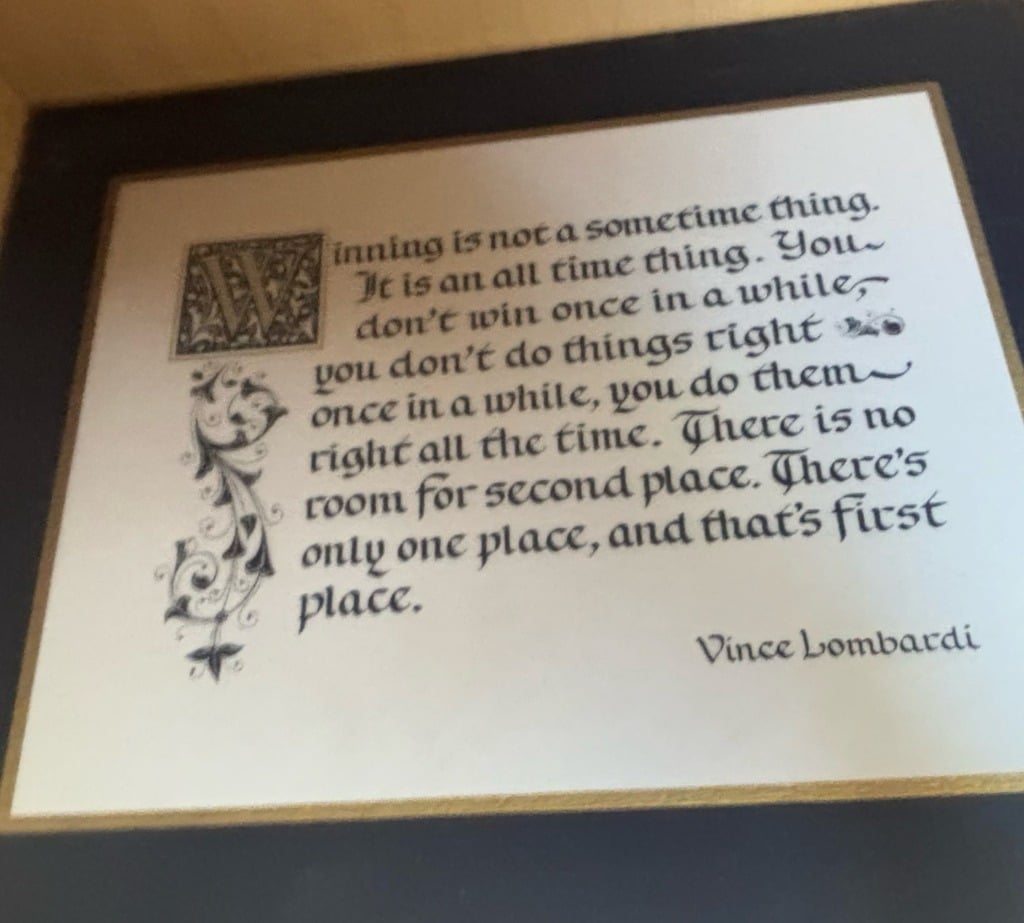 Winning is not a sometime thing.
It is an all time thing. You
don't win once in a while,
you don't do things right
once in a while, you do them
right all the time. There is no
room for second place. There's
only one place, and that's first
place.
Vince Lombardi